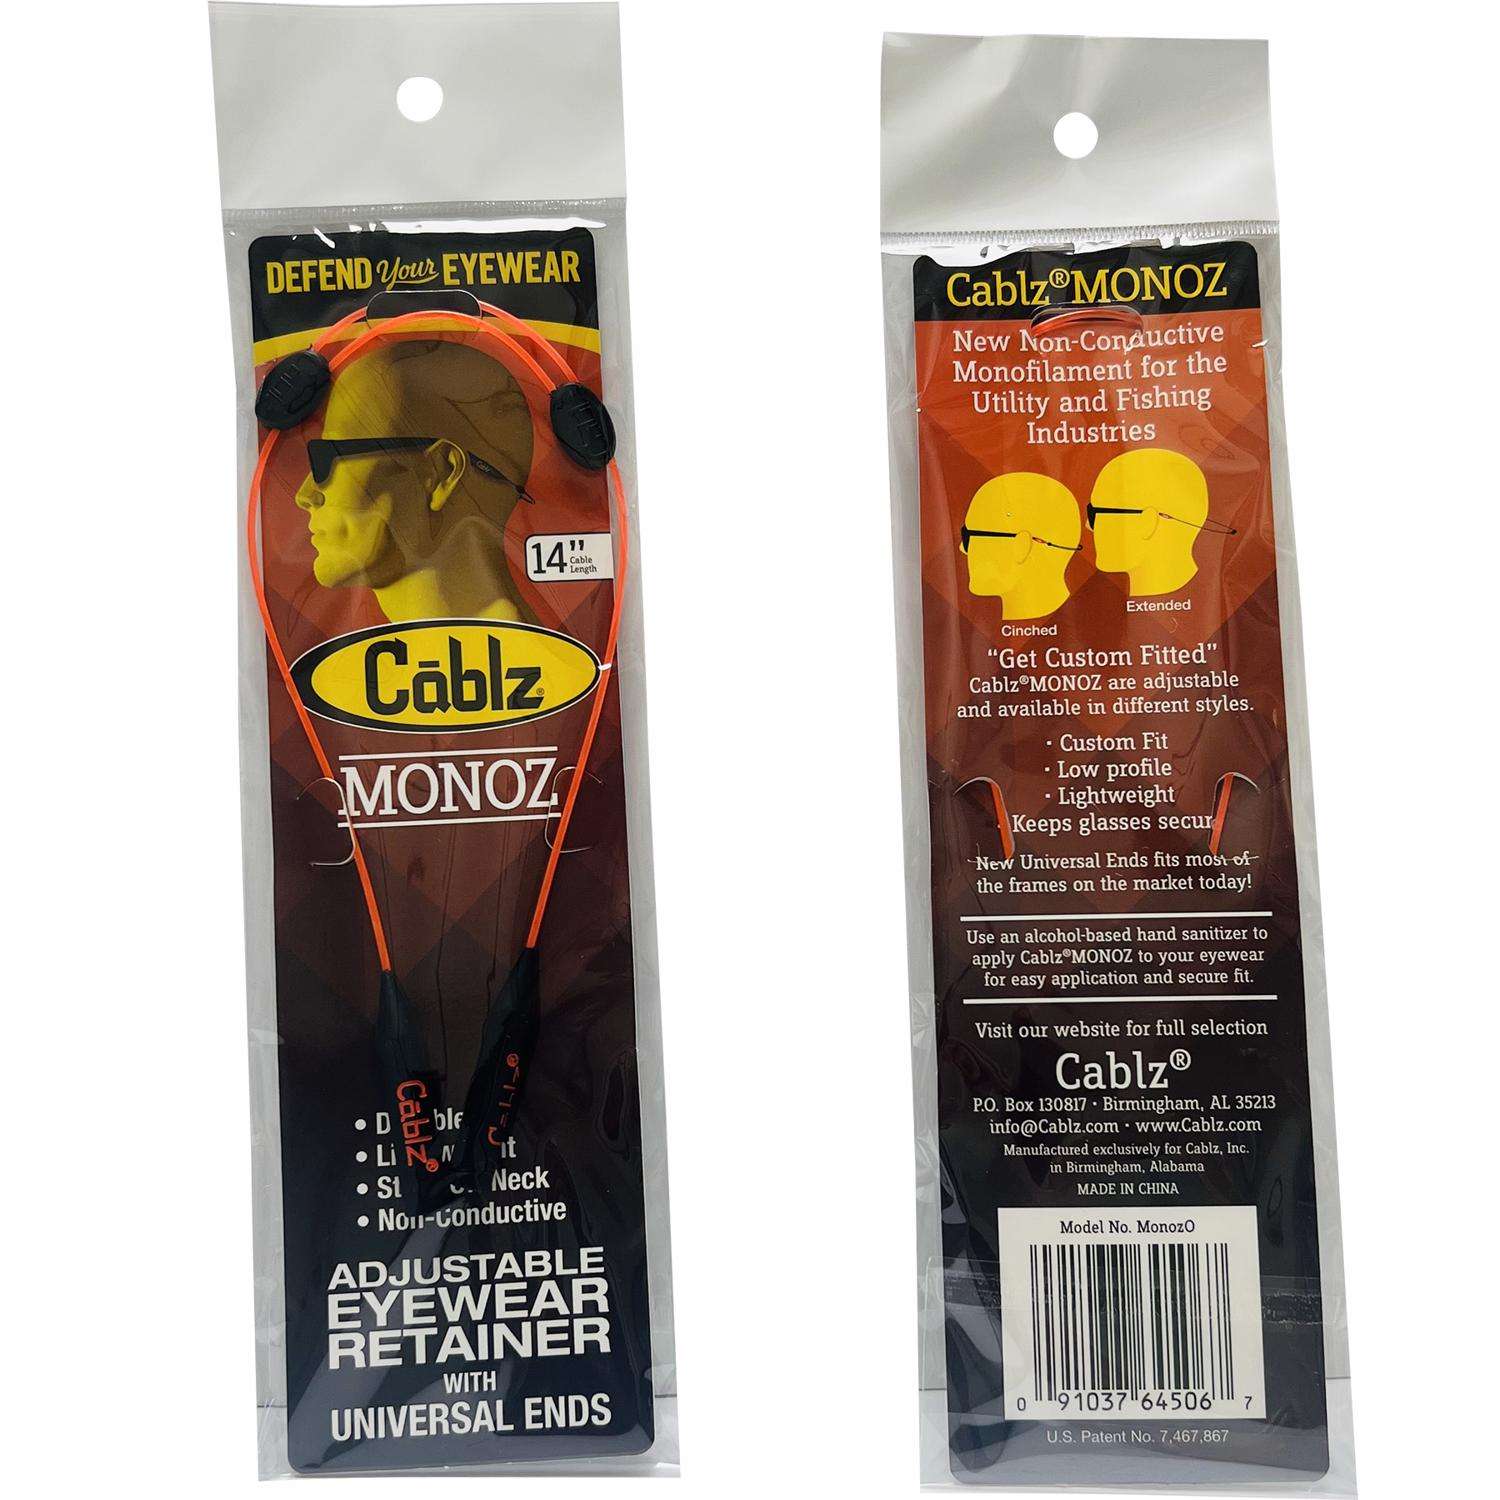 DEFEND Your EYEWEAR
Cablz
14"
Cable
Length
Cāblz®
MONOZ
Cāblz®
• Non-Conductive
Neck
ADJUSTABLE
EYEWEAR
RETAINER
WITH
UNIVERSAL ENDS
Cablz®MONOZ
New Non-Conductive
Monofilament for the
Utility and Fishing
Industries
Extended
Cinched
"Get Custom Fitted"
Cablz®MONOZ are adjustable
and available in different styles.
· Custom Fit
· Low profile
· Lightweight
Keeps glasses secur
New Universal Ends fits most of
the frames on the market today!
Use an alcohol-based hand sanitizer to
apply Cablz®MONOZ to your eyewear
for easy application and secure fit.
Visit our website for full selection
Cablz®
P.O. Box 130817 · Birmingham, AL 35213
info@Cablz.com · www.Cablz.com
Manufactured exclusively for Cablz, Inc.
in Birmingham, Alabama
MADE IN CHINA
Model No. MonozO
0 91037 64506 7
U.S. Patent No. 7,467,867